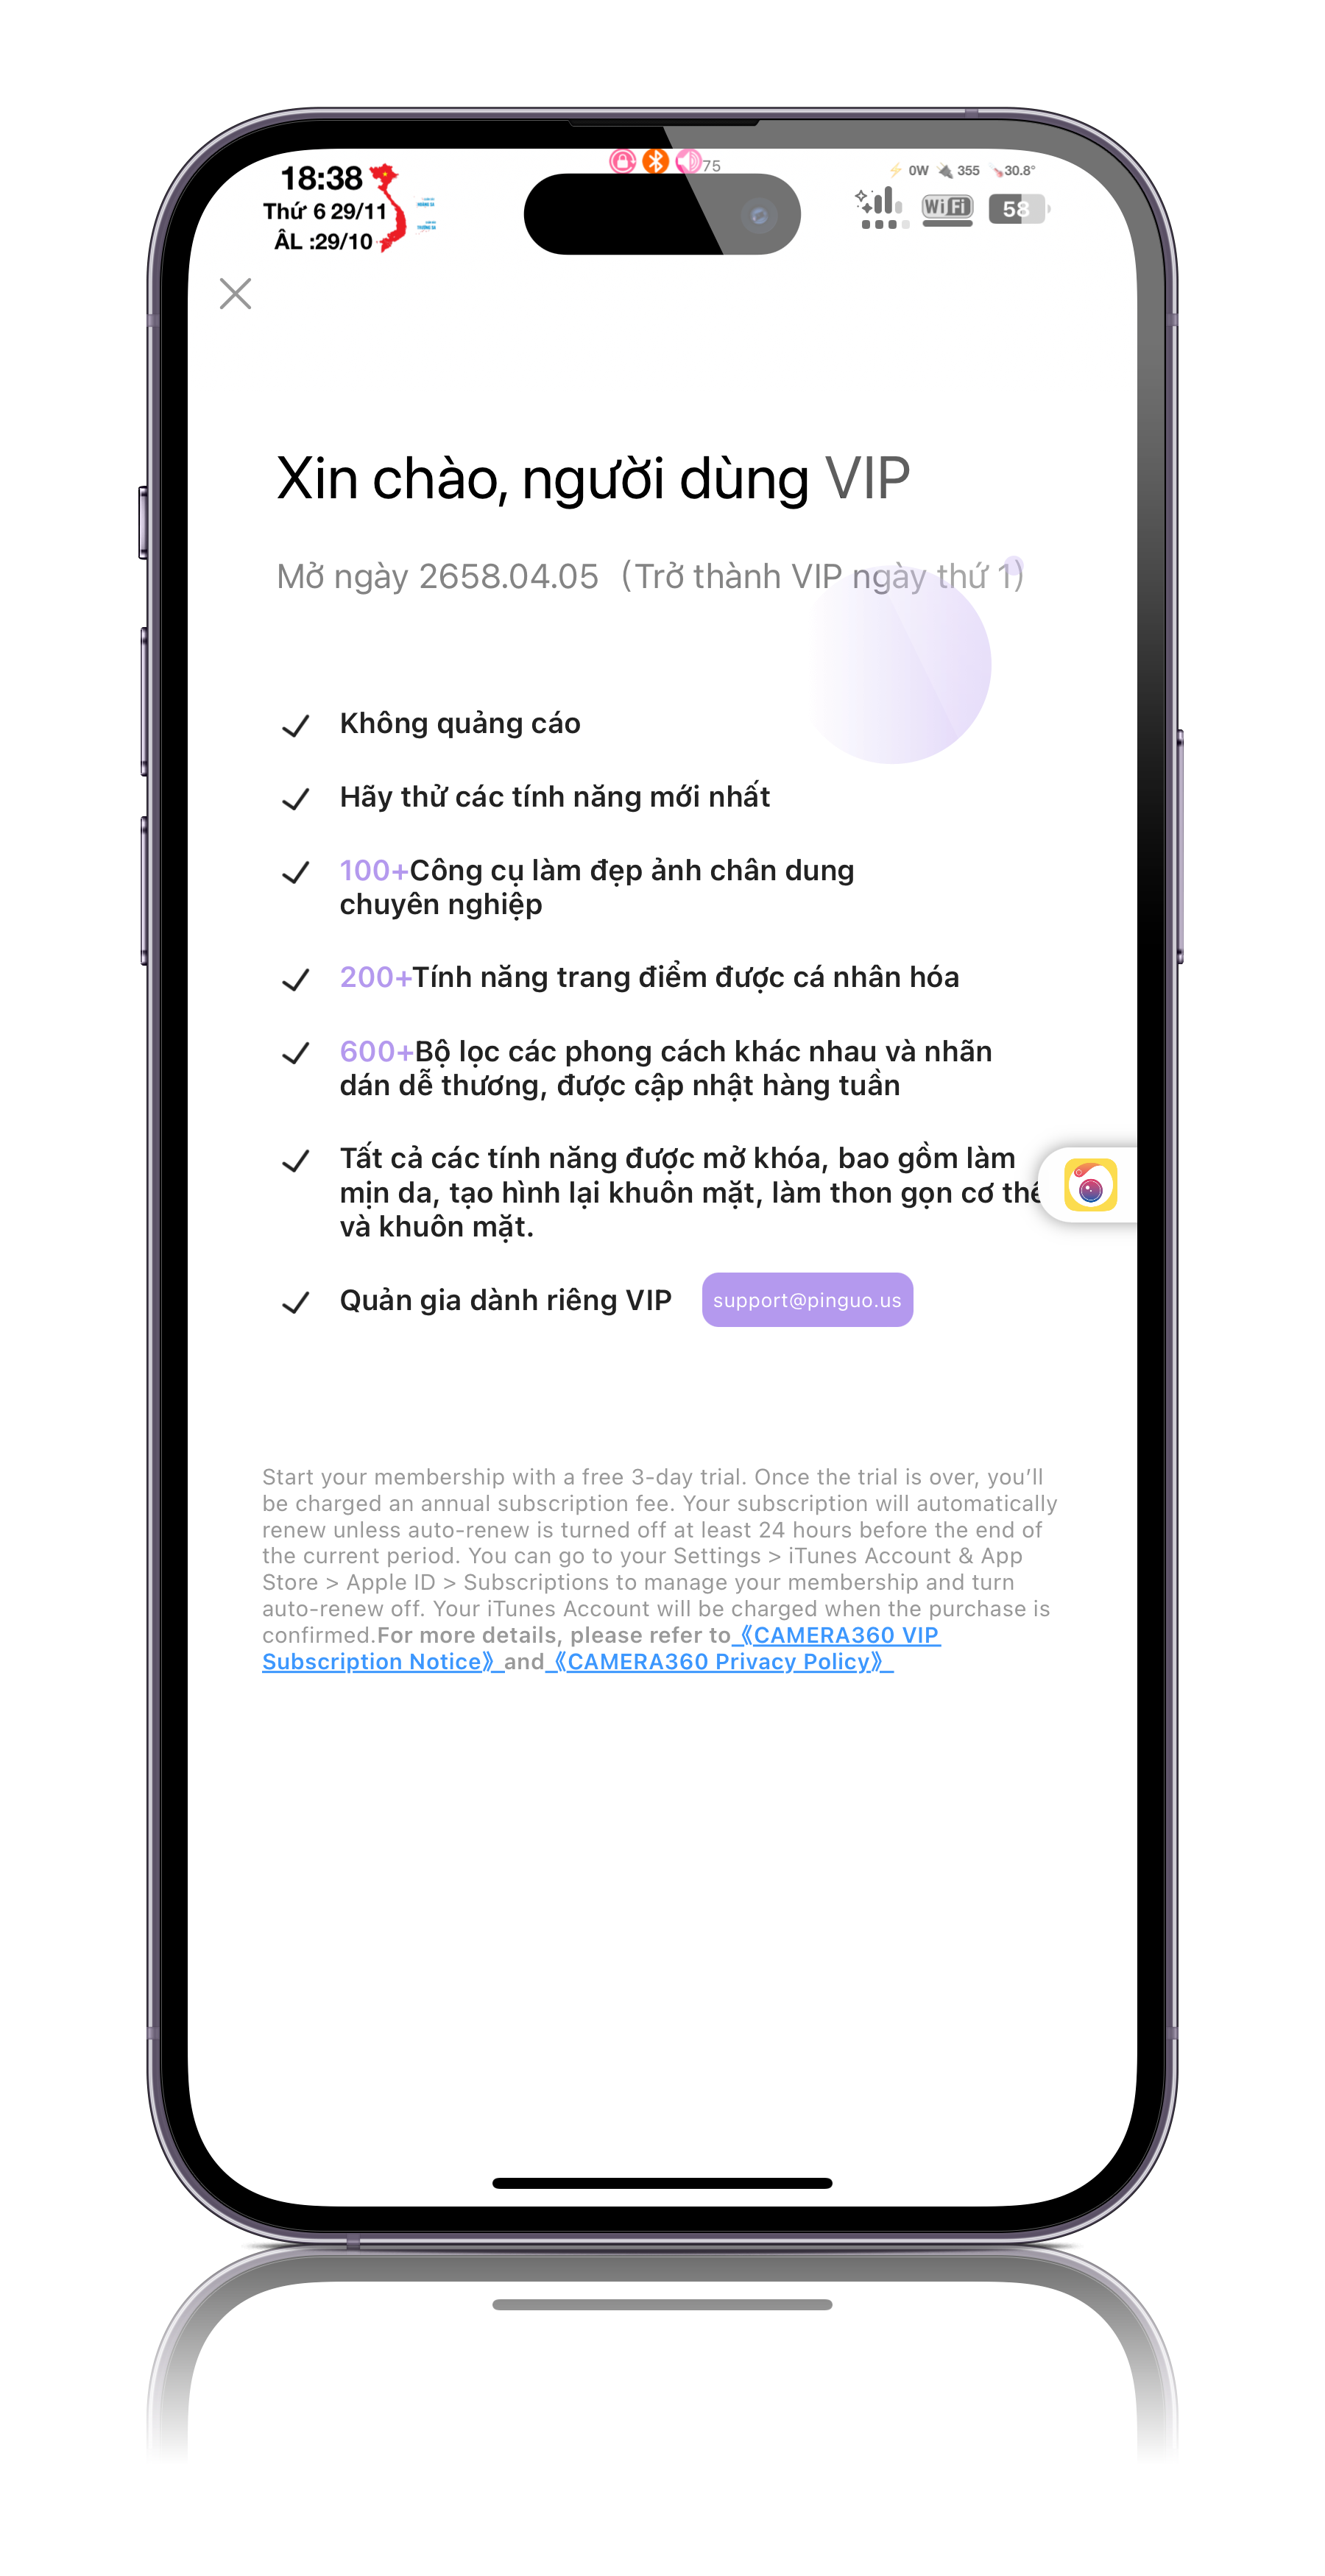 18:38
Thứ 6 29/11
ÂL :29/10
75
0W 355 30.8°
WiFi 58
Xin chào, người dùng VIP
Mở ngày 2658.04.05（Trở thành VIP ngày thứ 1）
Không quảng cáo
Hãy thử các tính năng mới nhất
100+Công cụ làm đẹp ảnh chân dung
chuyên nghiệp
200+Tính năng trang điểm được cá nhân hóa
600+Bộ lọc các phong cách khác nhau và nhãn
dán dễ thương, được cập nhật hàng tuần
Tất cả các tính năng được mở khóa, bao gồm làm
mịn da, tạo hình lại khuôn mặt, làm thon gọn cơ thể
và khuôn mặt.
Quản gia dành riêng VIP support@pinguo.us
Start your membership with a free 3-day trial. Once the trial is over, you’ll
be charged an annual subscription fee. Your subscription will automatically
renew unless auto-renew is turned off at least 24 hours before the end of
the current period. You can go to your Settings > iTunes Account & App
Store > Apple ID > Subscriptions to manage your membership and turn
auto-renew off. Your iTunes Account will be charged when the purchase is
confirmed.For more details, please refer to《CAMERA360 VIP
Subscription Notice》and《CAMERA360 Privacy Policy》